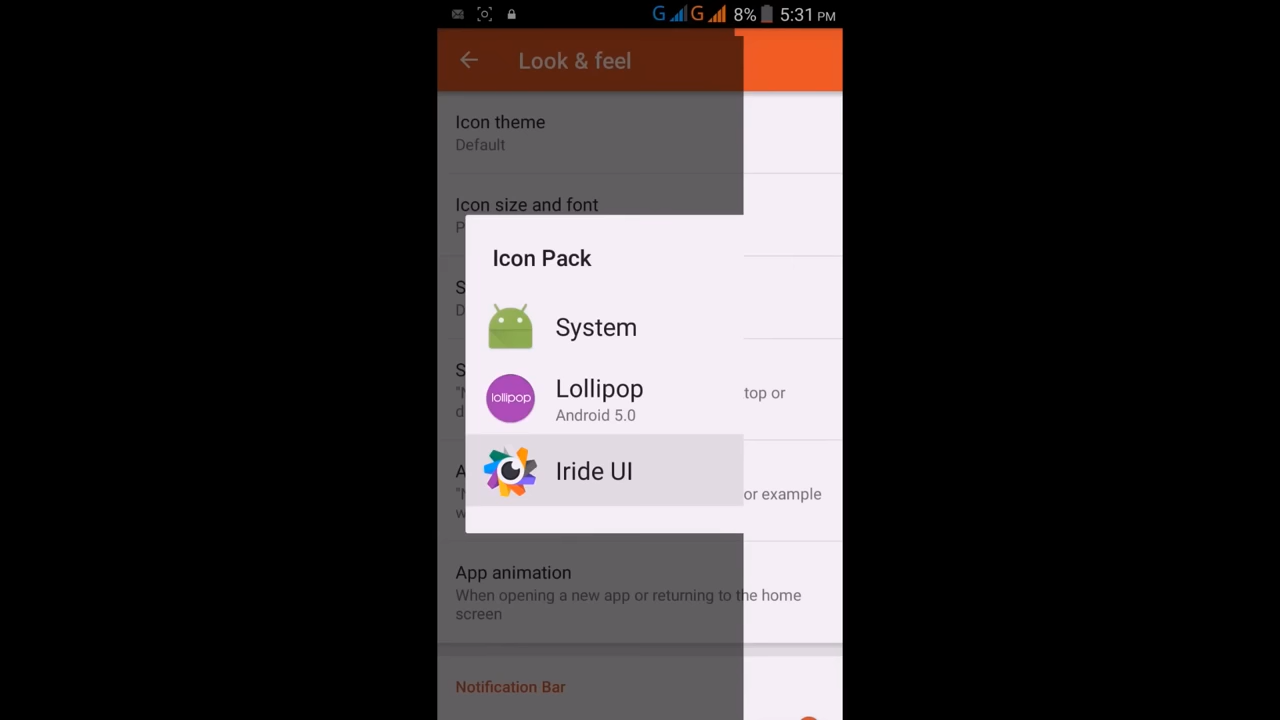 G G 8% 5:31 PM
Look & feel
Icon theme
Default
Icon size and font
P
Icon Pack
S
D
System
S
Lollipop
lollipop
"N
top or
d
Android 5.0
A
Iride UI
"N
or example
w
App animation
When opening a new app or returning to the home
screen
Notification Bar